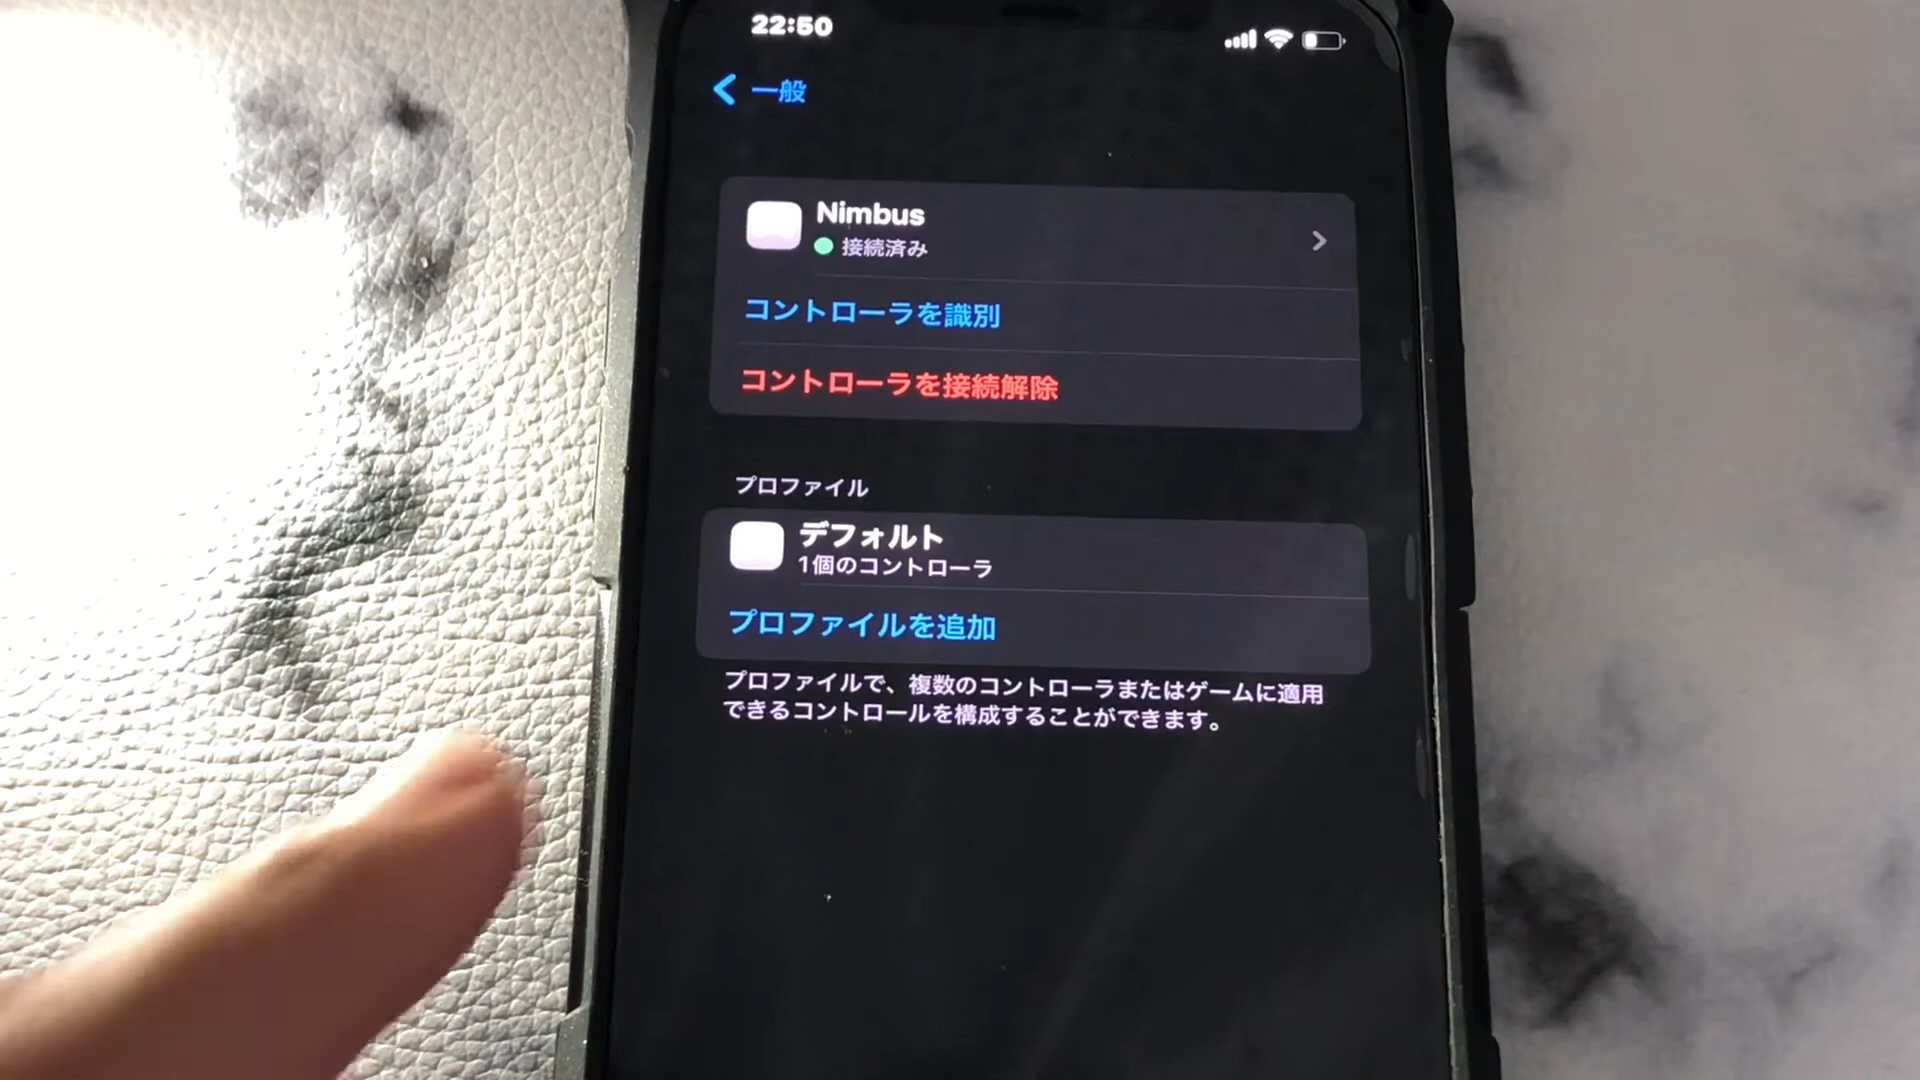 22:50
一般
Nimbus
接続済み
コントローラを識別
コントローラを接続解除
プロファイル
デフォルト
1個のコントローラ
プロファイルを追加
プロファイルで、複数のコントローラまたはゲームに適用
できるコントロールを構成することができます。